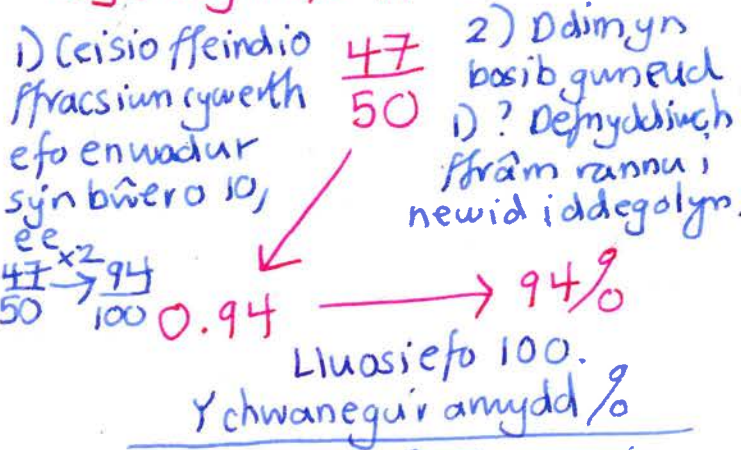 1) Ceisio ffeindio
ffracsiwn cywerth
efo enwadur
sy'n bŵer o 10,
ee
47/50 ×2→ 94/100
47/50
2) Ddim yn
bosib gwneud
1)? Defnyddiwch
ffrâm rannu i
newid i ddegolyn.
0.94 → 94%
Lluosi efo 100.
Ychwanegu'r arwydd %